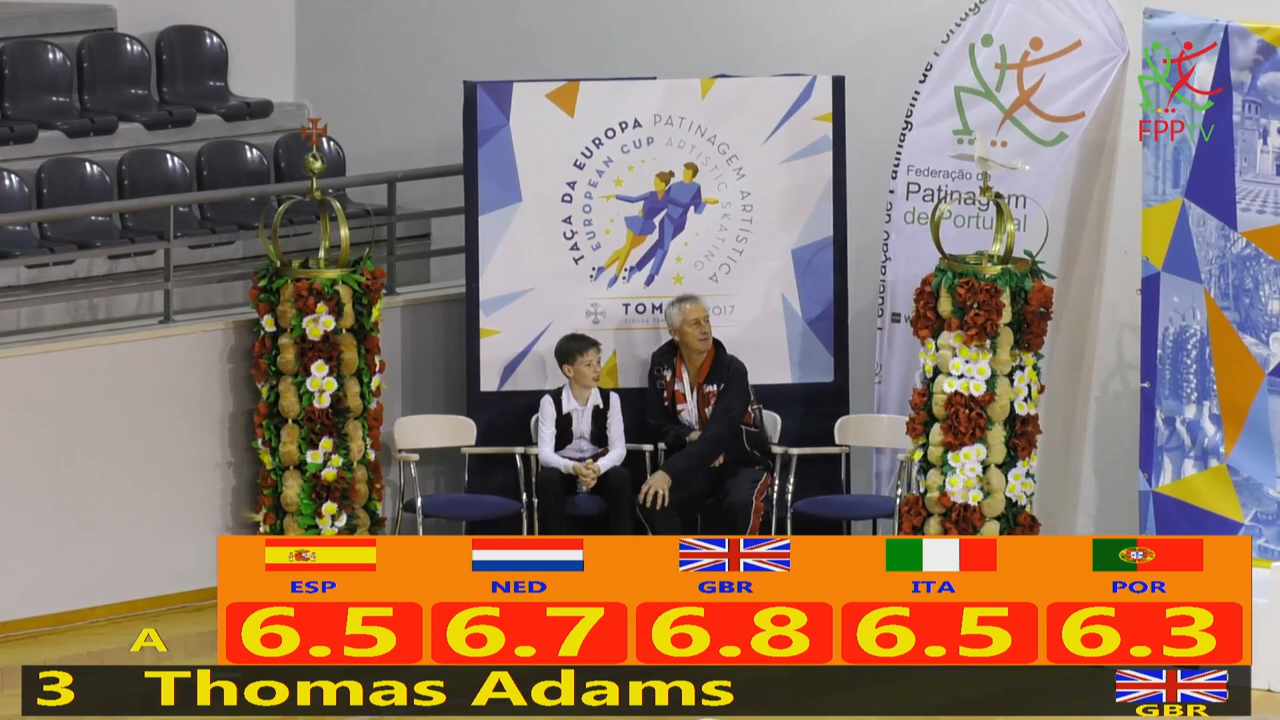 TAÇA DA EUROPA PATINAGEM ARTÍSTICA
EUROPEAN CUP ARTISTIC SKATING
2017
Federação de
Patinagem
de Portugal
FPPTV
ESP NED GBR ITA POR
A 6.5 6.7 6.8 6.5 6.3
3 Thomas Adams
GBR